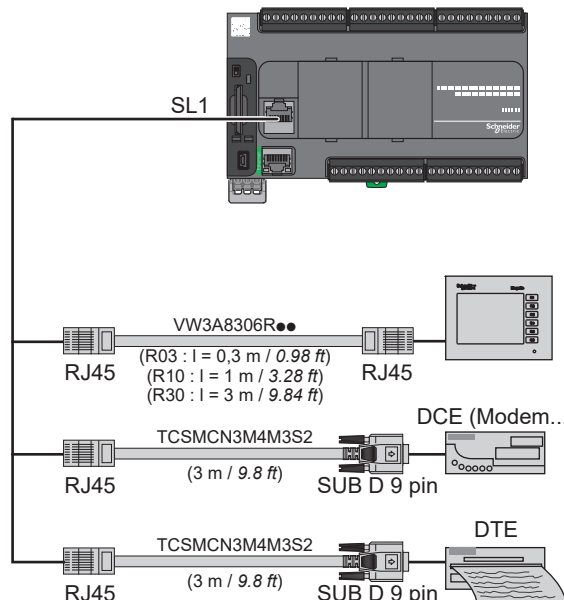 SL1
Schneider
Electric
VW3A8306R●●
(R03 : l = 0,3 m / 0.98 ft)
(R10 : l = 1 m / 3.28 ft)
(R30 : l = 3 m / 9.84 ft)
RJ45
RJ45
DCE (Modem...
TCSMCN3M4M3S2
(3 m / 9.8 ft)
RJ45
SUB D 9 pin
DTE
TCSMCN3M4M3S2
(3 m / 9.8 ft)
RJ45
SUB D 9 pin